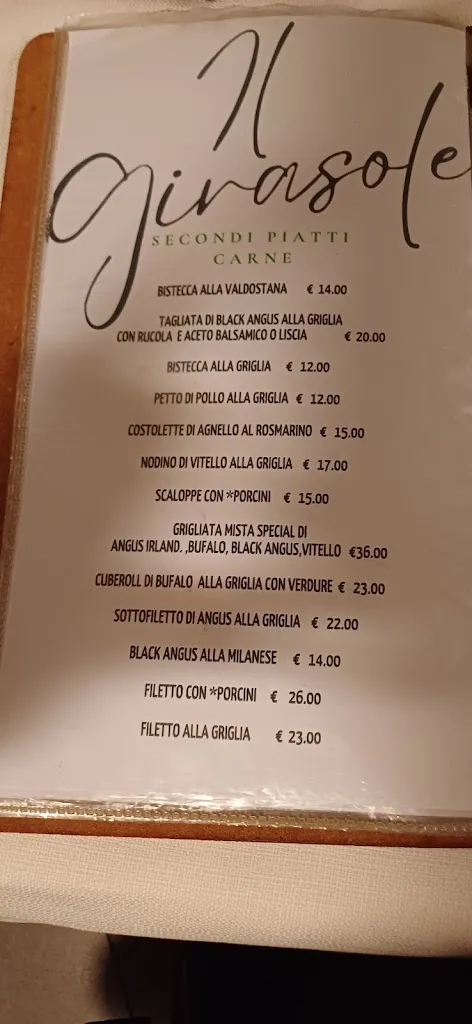 Il
girasole
SECONDI PIATTI
CARNE
BISTECCA ALLA VALDOSTANA € 14.00
TAGLIATA DI BLACK ANGUS ALLA GRIGLIA
CON RUCOLA E ACETO BALSAMICO O LISCIA € 20.00
BISTECCA ALLA GRIGLIA € 12.00
PETTO DI POLLO ALLA GRIGLIA € 12.00
COSTOLETTE DI AGNELLO AL ROSMARINO € 15.00
NODINO DI VITELLO ALLA GRIGLIA € 17.00
SCALOPPE CON *PORCINI € 15.00
GRIGLIATA MISTA SPECIAL DI
ANGUS IRLAND. ,BUFALO, BLACK ANGUS,VITELLO €36.00
CUBEROLL DI BUFALO ALLA GRIGLIA CON VERDURE € 23.00
SOTTOFILETTO DI ANGUS ALLA GRIGLIA € 22.00
BLACK ANGUS ALLA MILANESE € 14.00
FILETTO CON *PORCINI € 26.00
FILETTO ALLA GRIGLIA € 23.00